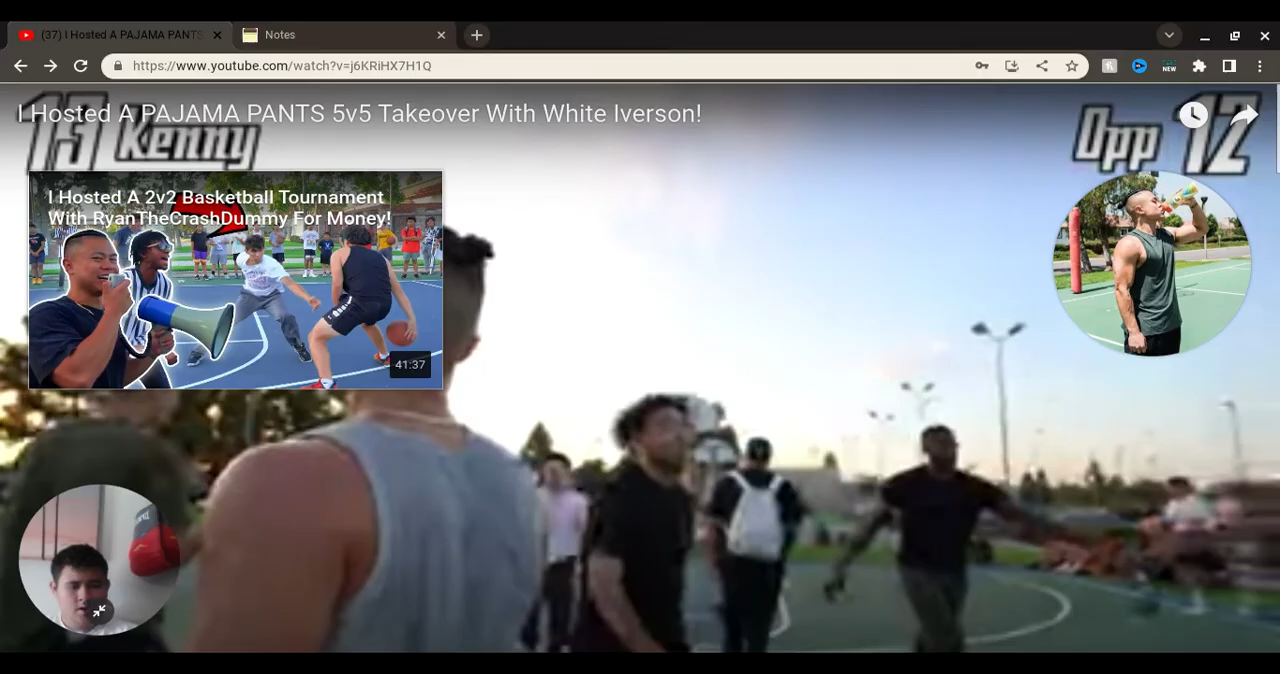 (37) I Hosted A PAJAMA PANTS
Notes
https://www.youtube.com/watch?v=j6KRiHX7H1Q
NEW
I Hosted A PAJAMA PANTS 5v5 Takeover With White Iverson!
Kenny
Opp 12
I Hosted A 2v2 Basketball Tournament
With RyanTheCrashDummy For Money!
41:37